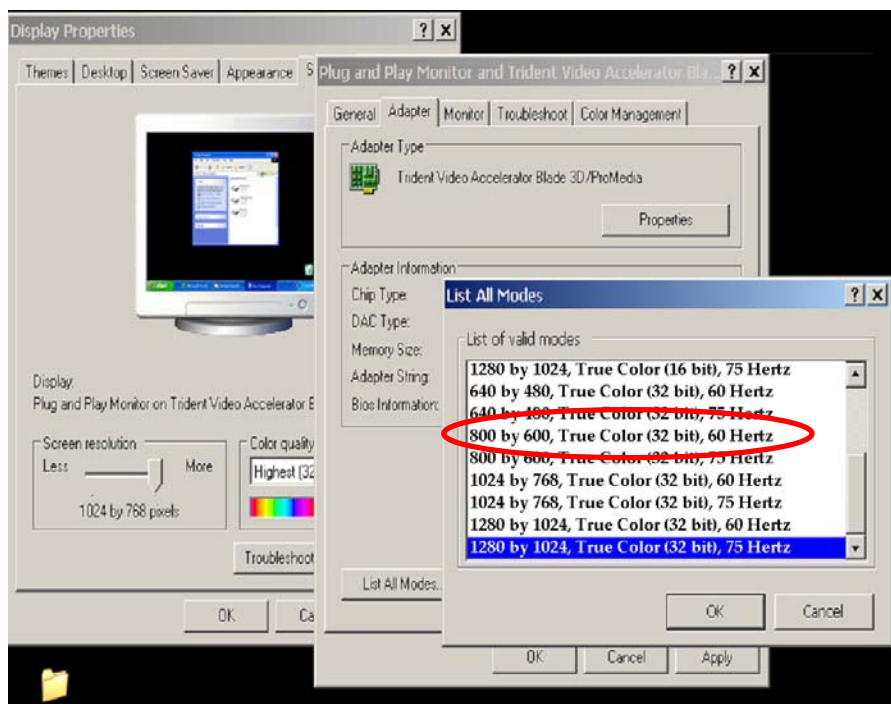 Display Properties
Themes Desktop Screen Saver Appearance S
Display:
Plug and Play Monitor on Trident Video Accelerator B
Screen resolution
Less More
1024 by 768 pixels
Color quality
Highest (32
Troubleshoot
OK Ca
Plug and Play Monitor and Trident Video Accelerator Bla...
General Adapter Monitor Troubleshoot Color Management
Adapter Type
Trident Video Accelerator Blade 3D/ProMedia
Properties
Adapter Information
Chip Type:
DAC Type:
Memory Size:
Adapter String:
Bios Information:
List All Modes...
OK Cancel Apply
List All Modes
List of valid modes
1280 by 1024, True Color (16 bit), 75 Hertz
640 by 480, True Color (32 bit), 60 Hertz
640 by 480, True Color (32 bit), 75 Hertz
800 by 600, True Color (32 bit), 60 Hertz
800 by 600, True Color (32 bit), 75 Hertz
1024 by 768, True Color (32 bit), 60 Hertz
1024 by 768, True Color (32 bit), 75 Hertz
1280 by 1024, True Color (32 bit), 60 Hertz
1280 by 1024, True Color (32 bit), 75 Hertz
OK Cancel